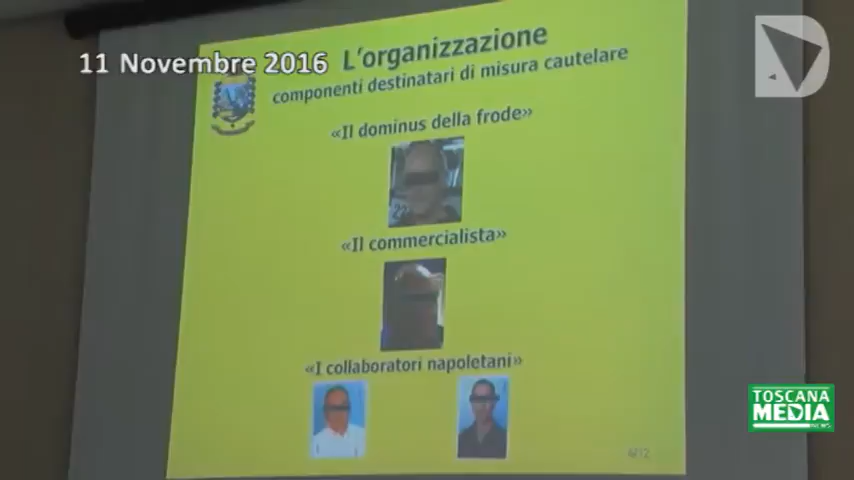 11 Novembre 2016
L'organizzazione
componenti destinatari di misura cautelare
«Il dominus della frode»
«Il commercialista»
«I collaboratori napoletani»
TOSCANA
MEDIA
NEWS